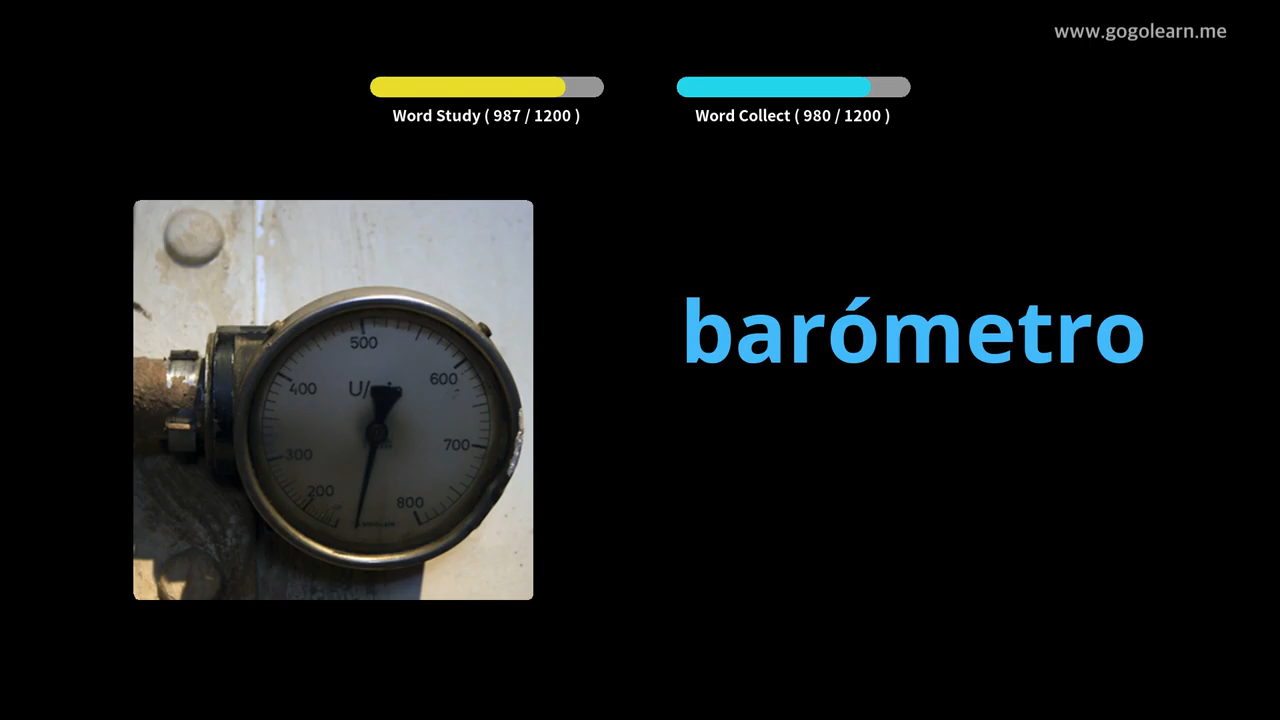 www.gogolearn.me
Word Study ( 987 / 1200 )
Word Collect ( 980 / 1200 )
barómetro
500
400
600
U/
300
700
200
800